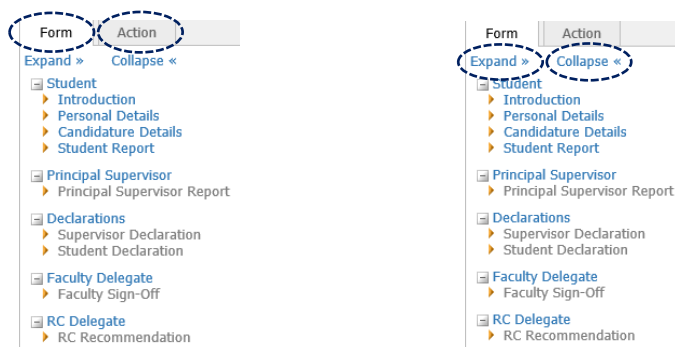 Form Action
Expand » Collapse «
Student
Introduction
Personal Details
Candidature Details
Student Report
Principal Supervisor
Principal Supervisor Report
Declarations
Supervisor Declaration
Student Declaration
Faculty Delegate
Faculty Sign-Off
RC Delegate
RC Recommendation
Form Action
Expand » Collapse «
Student
Introduction
Personal Details
Candidature Details
Student Report
Principal Supervisor
Principal Supervisor Report
Declarations
Supervisor Declaration
Student Declaration
Faculty Delegate
Faculty Sign-Off
RC Delegate
RC Recommendation